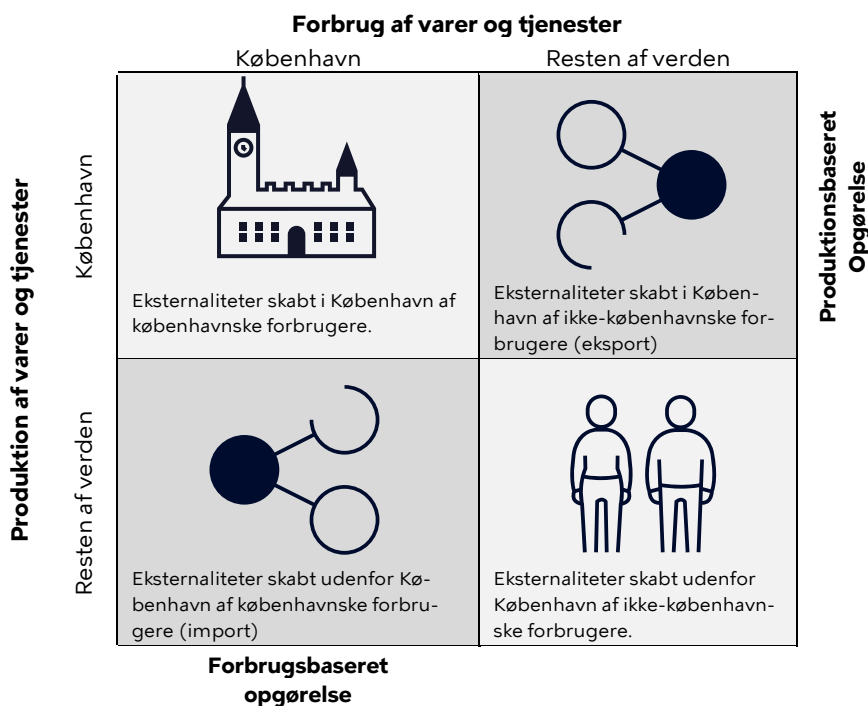 Forbrug af varer og tjenester
København
Resten af verden
Produktion af varer og tjenester
København
Eksternaliteter skabt i København af
københavnske forbrugere.
Eksternaliteter skabt i Køben-
havn af ikke-københavnske for-
brugere (eksport)
Produktionsbaseret
Opgørelse
Resten af verden
Eksternaliteter skabt udenfor Kø-
benhavn af københavnske forbru-
gere (import)
Eksternaliteter skabt udenfor
København af ikke-københavn-
ske forbrugere.
Forbrugsbaseret
opgørelse